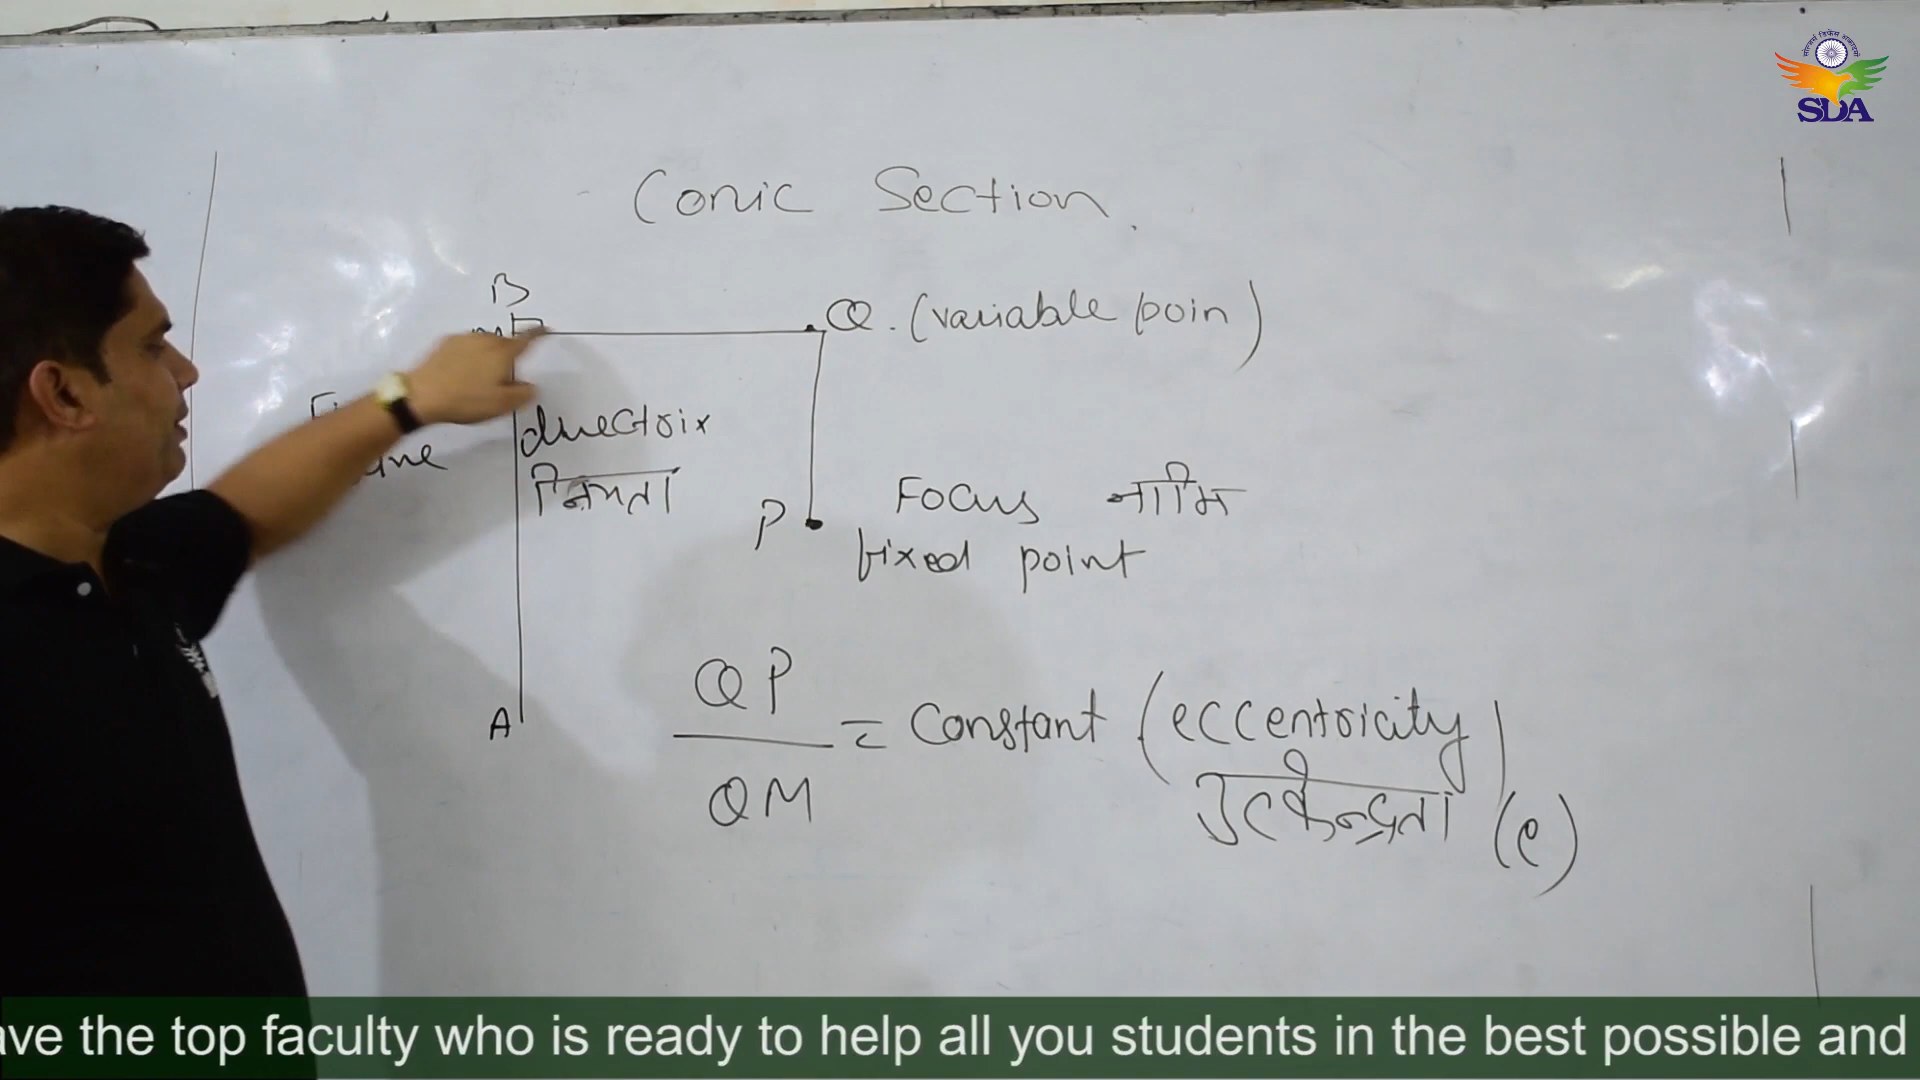 SDA
Conic Section.
B
Q. (variable poin)
directrix
नियता
line
P
Focus नाभि
fixed point
A
QP
QM
= Constant (eccentricity)
उत्केन्द्रता (e)
ave the top faculty who is ready to help all you students in the best possible and